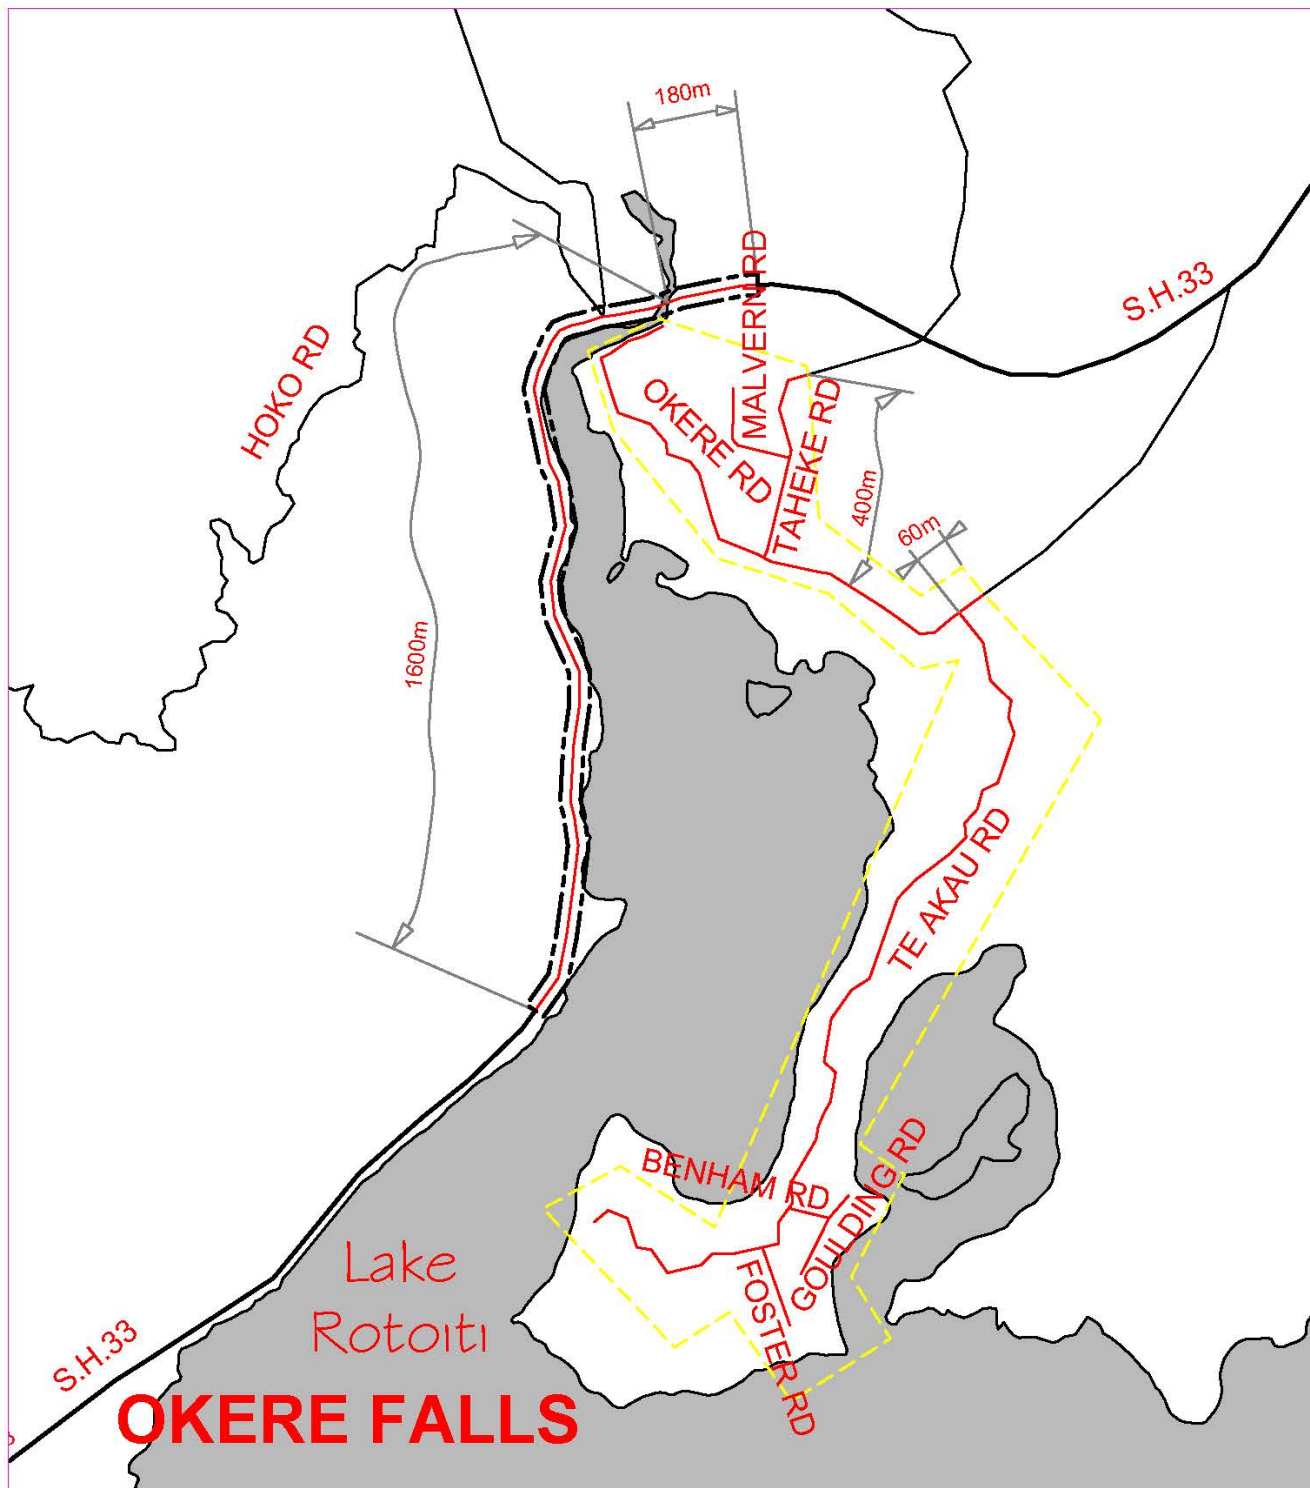 180m
MALVERN RD
S.H.33
HOKO RD
OKERE RD
TAHEKE RD
400m
60m
1600m
TE AKAU RD
BENHAM RD
GOULDING RD
FOSTER RD
Lake
Rotoiti
S.H.33
OKERE FALLS